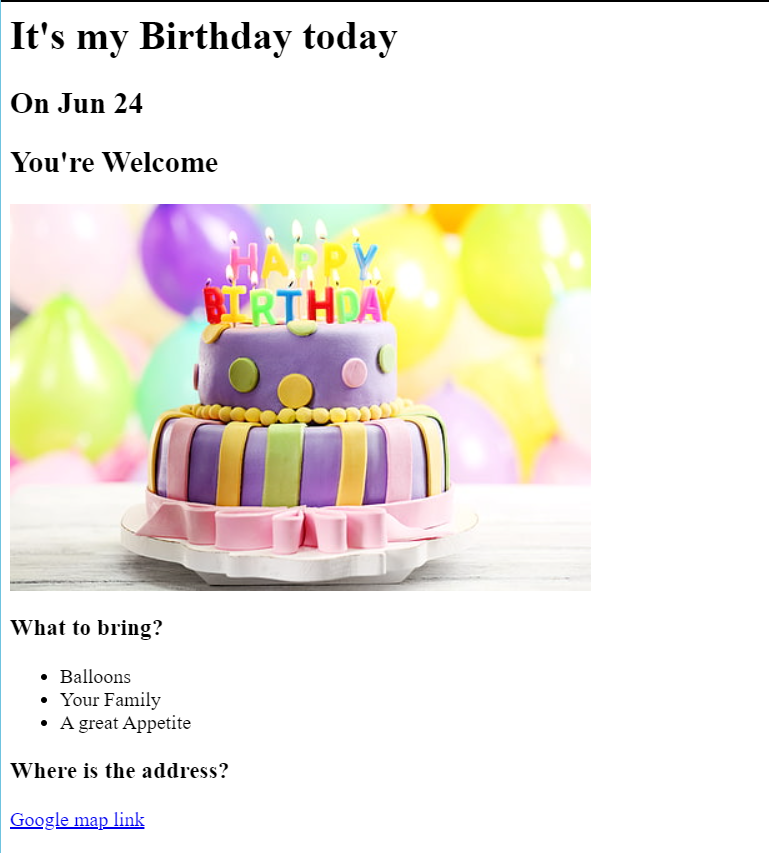 It's my Birthday today
On Jun 24
You're Welcome
HAPPY
BIRTHDAY
What to bring?
Balloons
Your Family
A great Appetite
Where is the address?
Google map link